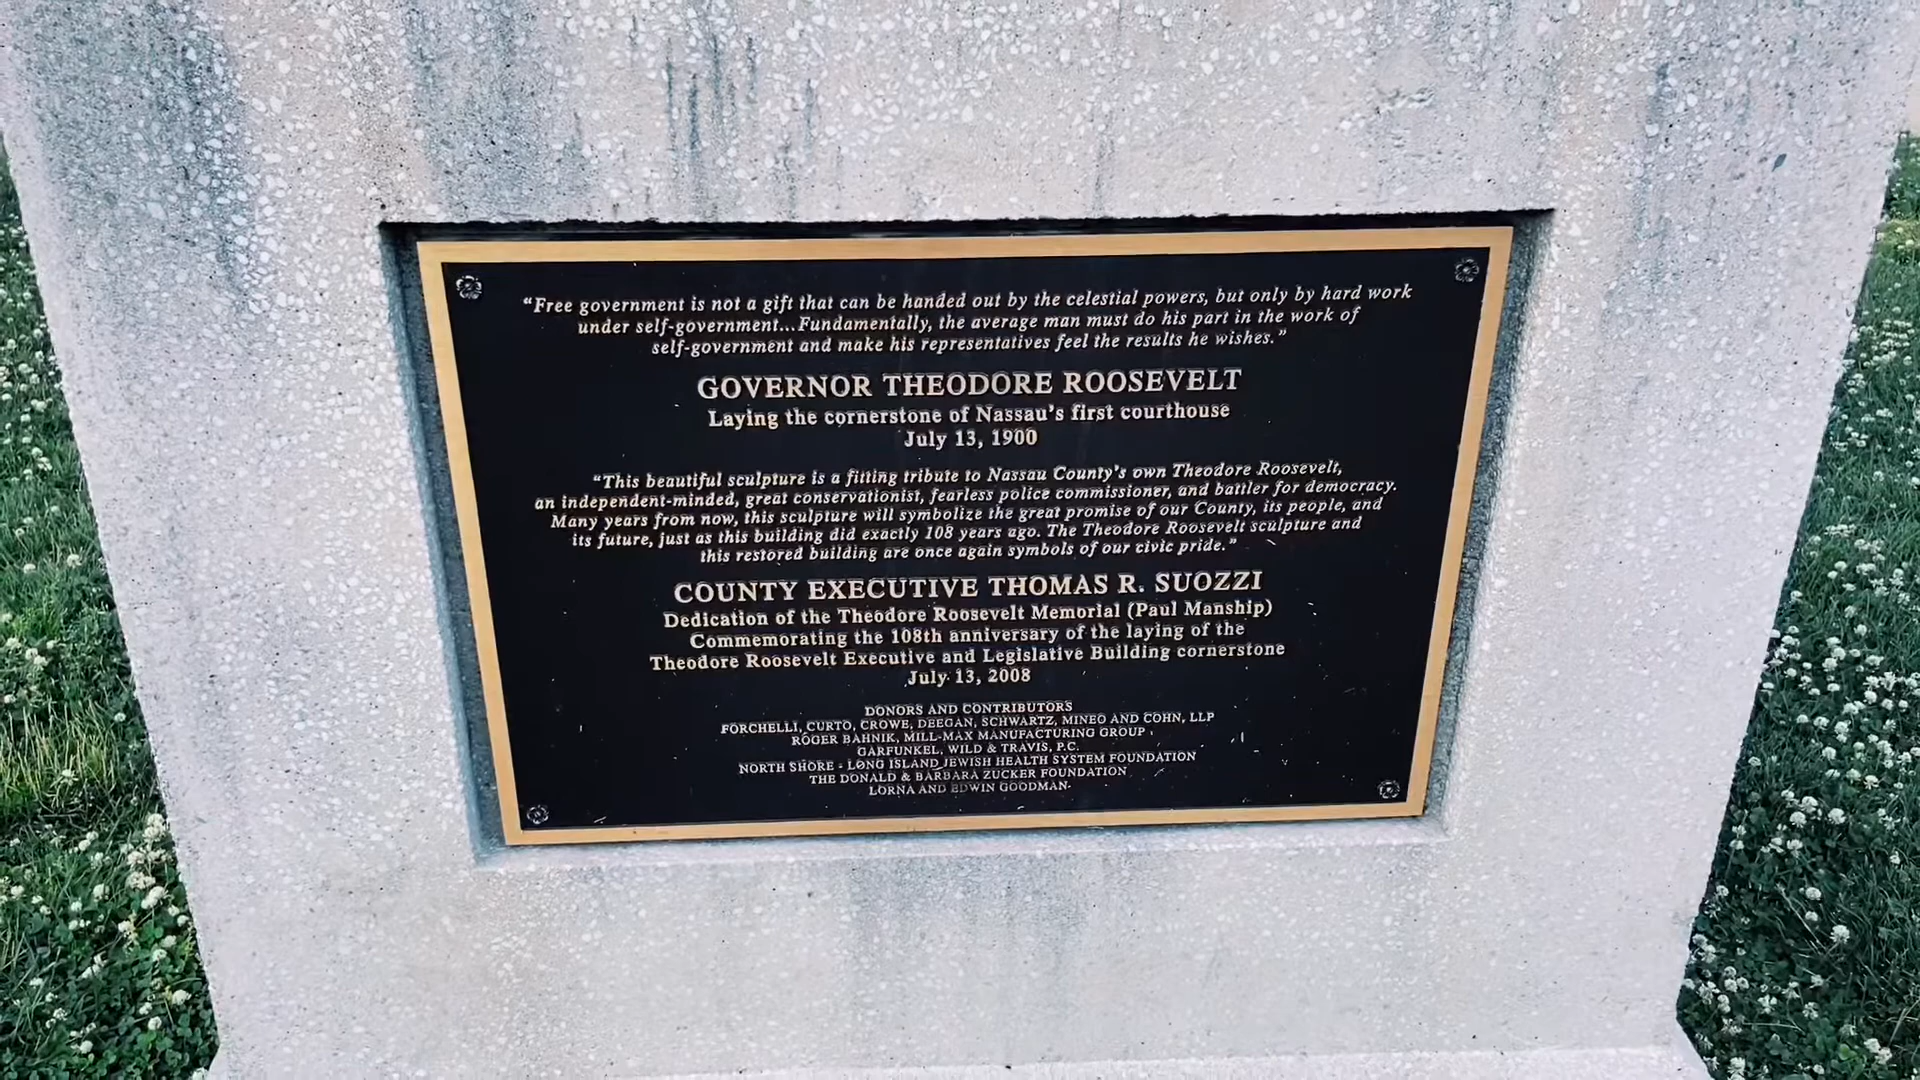 “Free government is not a gift that can be handed out by the celestial powers, but only by hard work
under self-government...Fundamentally, the average man must do his part in the work of
self-government and make his representatives feel the results he wishes.”
GOVERNOR THEODORE ROOSEVELT
Laying the cornerstone of Nassau’s first courthouse
July 13, 1900
“This beautiful sculpture is a fitting tribute to Nassau County’s own Theodore Roosevelt,
an independent-minded, great conservationist, fearless police commissioner, and battler for democracy.
Many years from now, this sculpture will symbolize the great promise of our County, its people, and
its future, just as this building did exactly 108 years ago. The Theodore Roosevelt sculpture and
this restored building are once again symbols of our civic pride.”
COUNTY EXECUTIVE THOMAS R. SUOZZI
Dedication of the Theodore Roosevelt Memorial (Paul Manship)
Commemorating the 108th anniversary of the laying of the
Theodore Roosevelt Executive and Legislative Building cornerstone
July 13, 2008
DONORS AND CONTRIBUTORS
FORCHELLI, CURTO, CROWE, DEEGAN, SCHWARTZ, MINEO AND COHN, LLP
ROGER BAHNIK, MILL-MAX MANUFACTURING GROUP
GARFUNKEL, WILD & TRAVIS, P.C.
NORTH SHORE - LONG ISLAND JEWISH HEALTH SYSTEM FOUNDATION
THE DONALD & BARBARA ZUCKER FOUNDATION
LORNA AND EDWIN GOODMAN